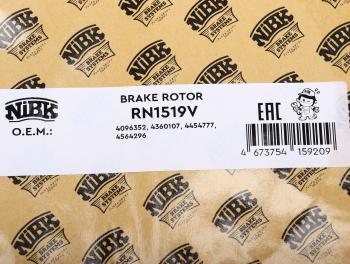 NiBK
BRAKE ROTOR
RN1519V
O.E.M.:
4096352, 4360107, 4454777,
4564296
EAC
4 673754 159209
NiBK
BRAKE
SYSTEMS